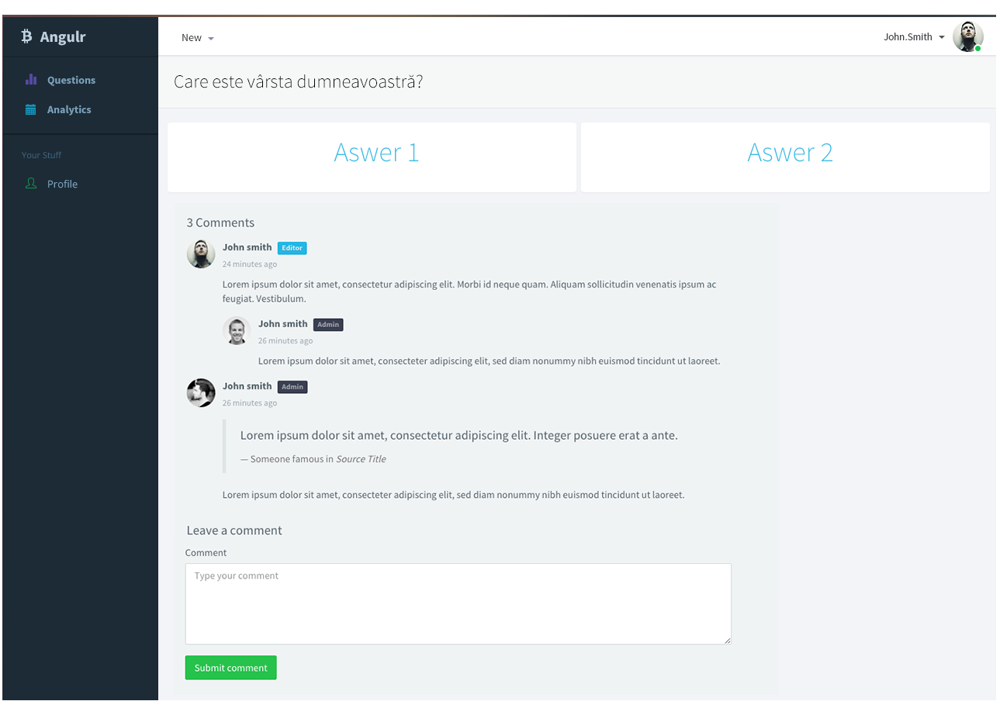 Angulr
New
John.Smith
Questions
Analytics
Your Stuff
Profile
Care este vârsta dumneavoastră?
Aswer 1
Aswer 2
3 Comments
John smith Editor
24 minutes ago
Lorem ipsum dolor sit amet, consectetur adipiscing elit. Morbi id neque quam. Aliquam sollicitudin venenatis ipsum ac
feugiat. Vestibulum.
John smith Admin
26 minutes ago
Lorem ipsum dolor sit amet, consecteter adipiscing elit, sed diam nonummy nibh euismod tincidunt ut laoreet.
John smith Admin
26 minutes ago
Lorem ipsum dolor sit amet, consectetur adipiscing elit. Integer posuere erat a ante.
— Someone famous in Source Title
Lorem ipsum dolor sit amet, consecteter adipiscing elit, sed diam nonummy nibh euismod tincidunt ut laoreet.
Leave a comment
Comment
Type your comment
Submit comment